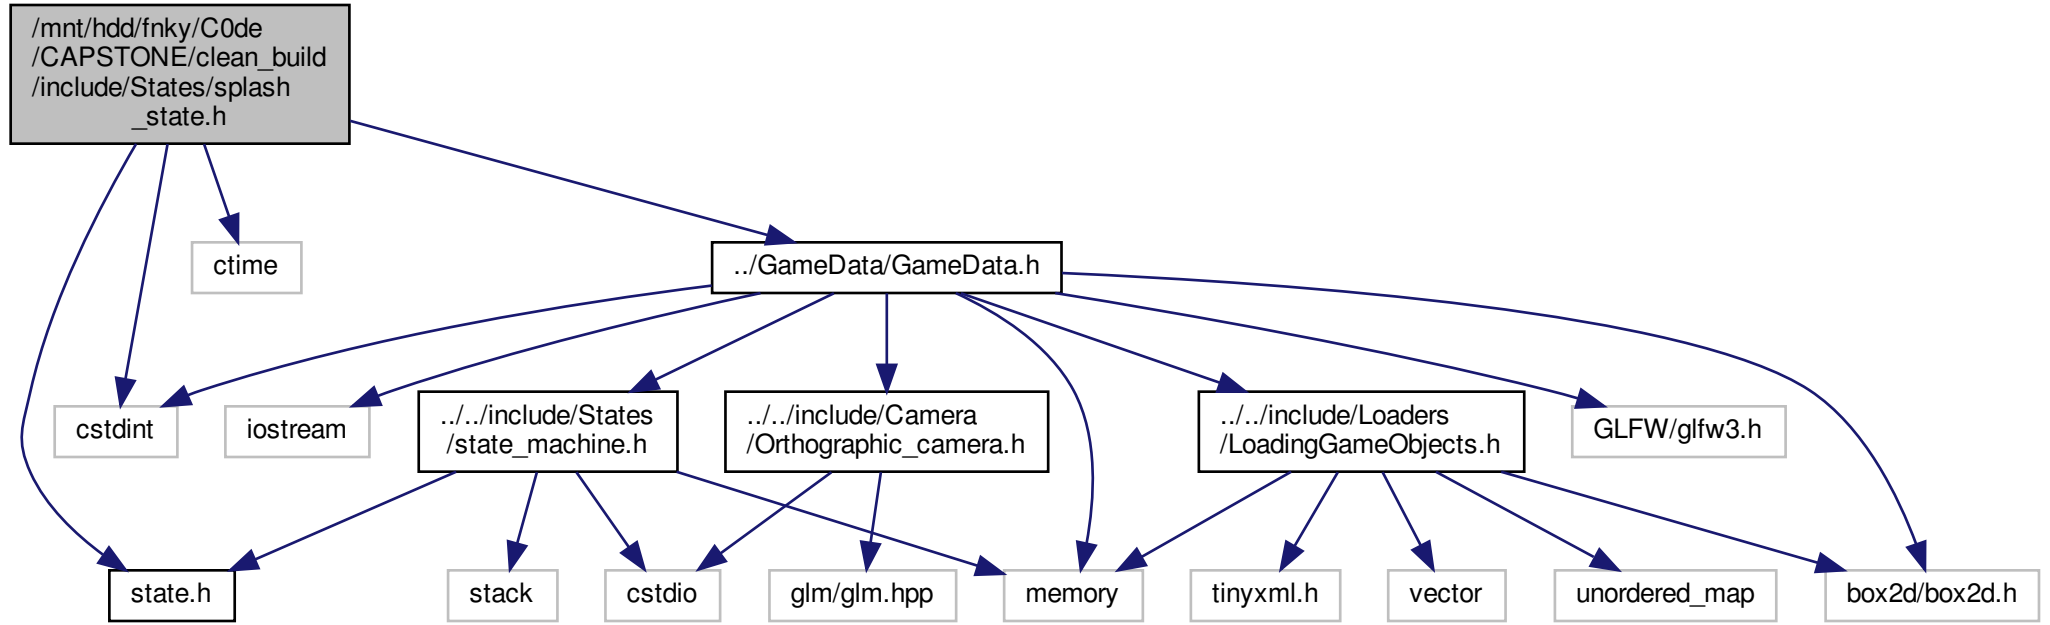 /mnt/hdd/fnky/C0de
/CAPSTONE/clean_build
/include/States/splash
_state.h
ctime
../GameData/GameData.h
cstdint
iostream
../../include/States
/state_machine.h
../../include/Camera
/Orthographic_camera.h
../../include/Loaders
/LoadingGameObjects.h
GLFW/glfw3.h
state.h
stack
cstdio
glm/glm.hpp
memory
tinyxml.h
vector
unordered_map
box2d/box2d.h